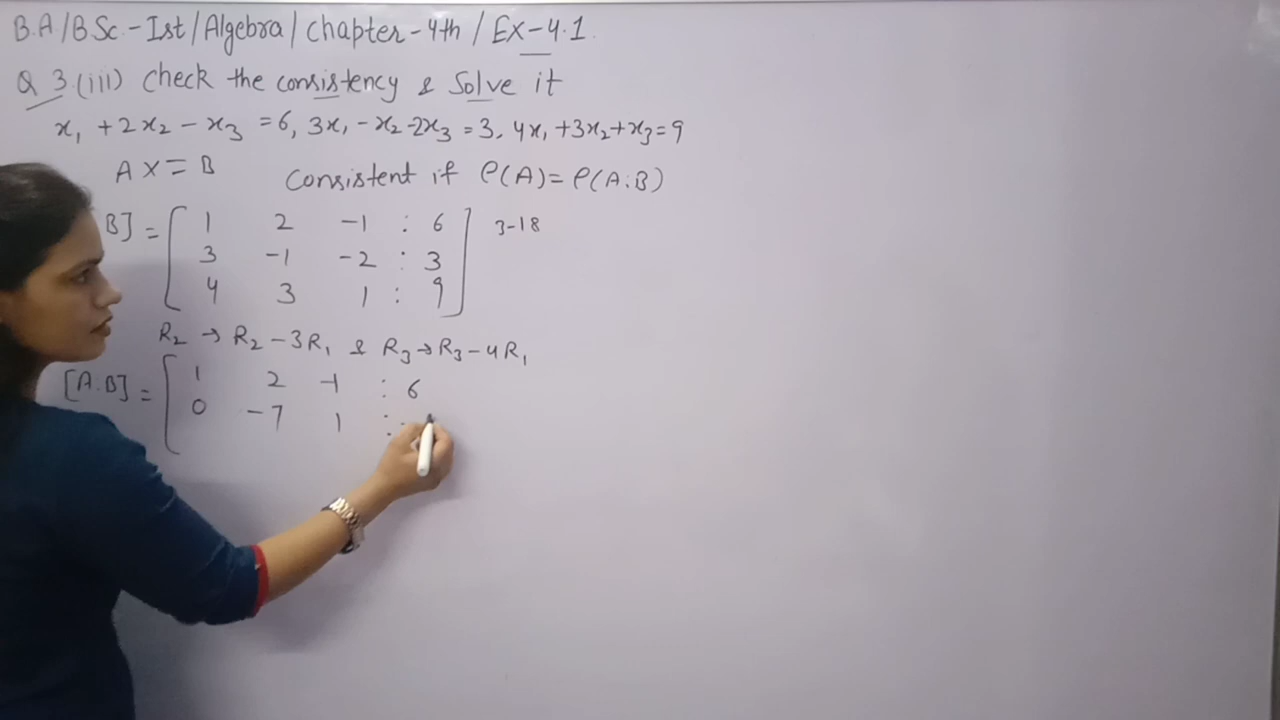 B.A/BSc-Ist/Algebra/chapter-4th/Ex-4.1.
Q 3.(iii) check the consistency & Solve it
x₁ + 2x₂ - x₃ = 6, 3x₁ - x₂ - 2x₃ = 3, 4x₁ + 3x₂ + x₃ = 9
AX = B Consistent if ρ(A) = ρ(A:B)
B] = [ 1 2 -1 : 6 ] 3-18
3 -1 -2 : 3
4 3 1 : 9
R₂ → R₂ - 3R₁ & R₃ → R₃ - 4R₁
[A:B] = [ 1 2 -1 : 6
0 -7 1 :